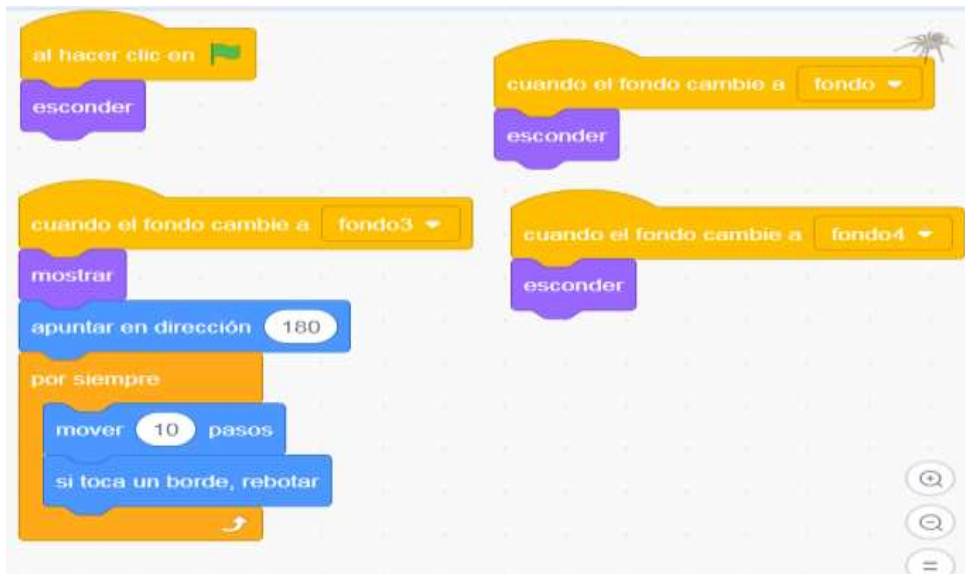 al hacer clic en
esconder
cuando el fondo cambie a fondo
esconder
cuando el fondo cambie a fondo3
mostrar
apuntar en dirección 180
por siempre
mover 10 pasos
si toca un borde, rebotar
cuando el fondo cambie a fondo4
esconder